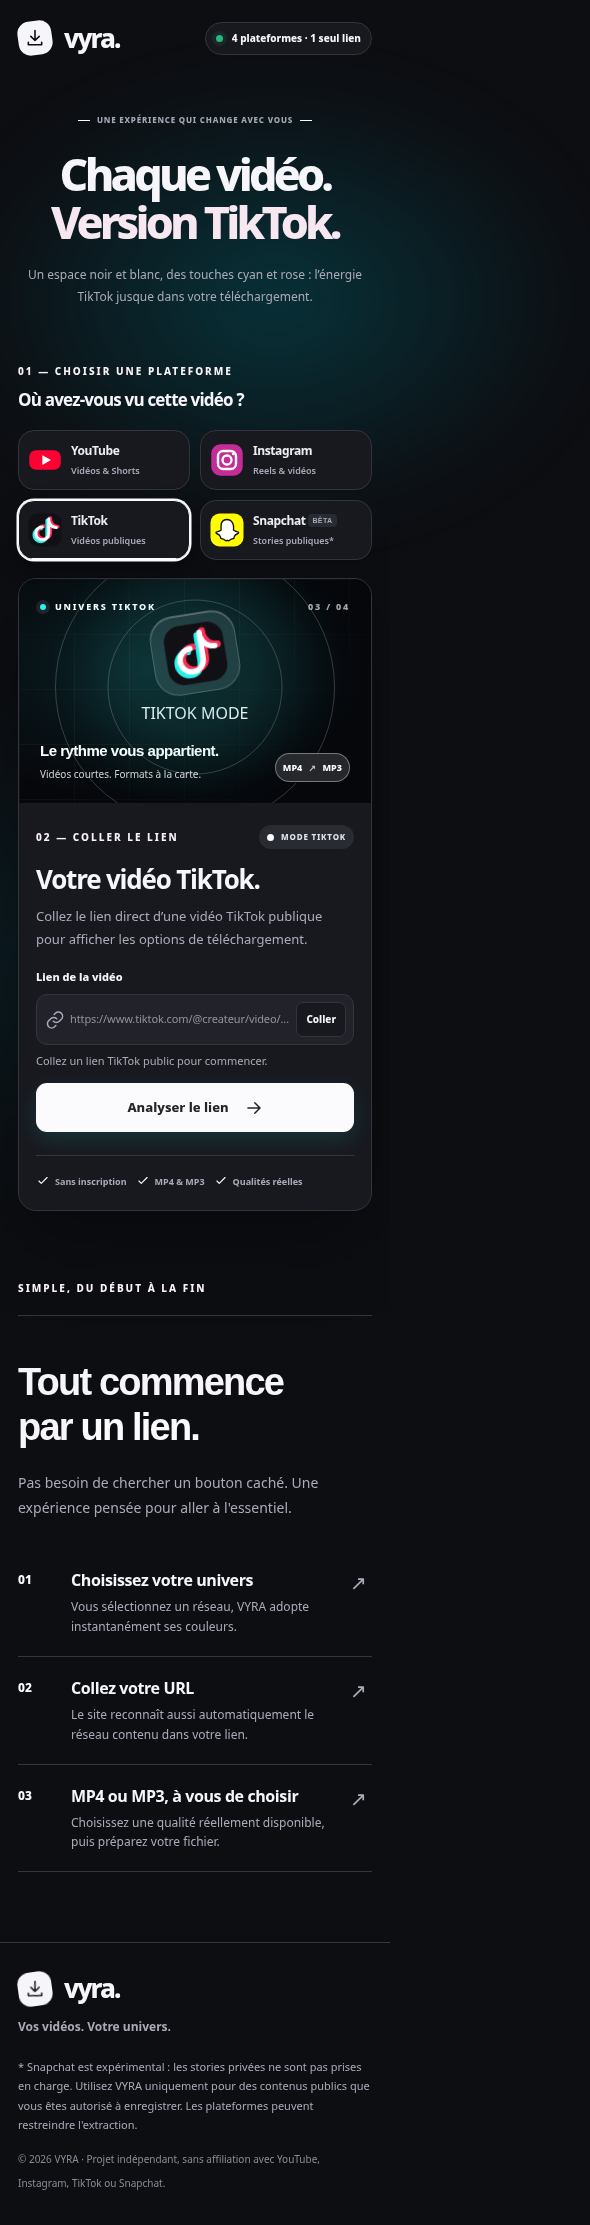 vyra.
4 plateformes · 1 seul lien
UNE EXPÉRIENCE QUI CHANGE AVEC VOUS
Chaque vidéo.
Version TikTok.
Un espace noir et blanc, des touches cyan et rose : l’énergie
TikTok jusque dans votre téléchargement.
01 — CHOISIR UNE PLATEFORME
Où avez-vous vu cette vidéo ?
YouTube
Vidéos & Shorts
Instagram
Reels & vidéos
TikTok
Vidéos publiques
Snapchat BÊTA
Stories publiques*
UNIVERS TIKTOK
03 / 04
TIKTOK MODE
Le rythme vous appartient.
Vidéos courtes. Formats à la carte.
MP4 ↗ MP3
02 — COLLER LE LIEN
MODE TIKTOK
Votre vidéo TikTok.
Collez le lien direct d’une vidéo TikTok publique
pour afficher les options de téléchargement.
Lien de la vidéo
https://www.tiktok.com/@createur/video/...
Coller
Collez un lien TikTok public pour commencer.
Analyser le lien
Sans inscription
MP4 & MP3
Qualités réelles
SIMPLE, DU DÉBUT À LA FIN
Tout commence
par un lien.
Pas besoin de chercher un bouton caché. Une
expérience pensée pour aller à l'essentiel.
01
Choisissez votre univers
↗
Vous sélectionnez un réseau, VYRA adopte
instantanément ses couleurs.
02
Collez votre URL
↗
Le site reconnaît aussi automatiquement le
réseau contenu dans votre lien.
03
MP4 ou MP3, à vous de choisir
↗
Choisissez une qualité réellement disponible,
puis préparez votre fichier.
vyra.
Vos vidéos. Votre univers.
* Snapchat est expérimental : les stories privées ne sont pas prises
en charge. Utilisez VYRA uniquement pour des contenus publics que
vous êtes autorisé à enregistrer. Les plateformes peuvent
restreindre l'extraction.
© 2026 VYRA · Projet indépendant, sans affiliation avec YouTube,
Instagram, TikTok ou Snapchat.